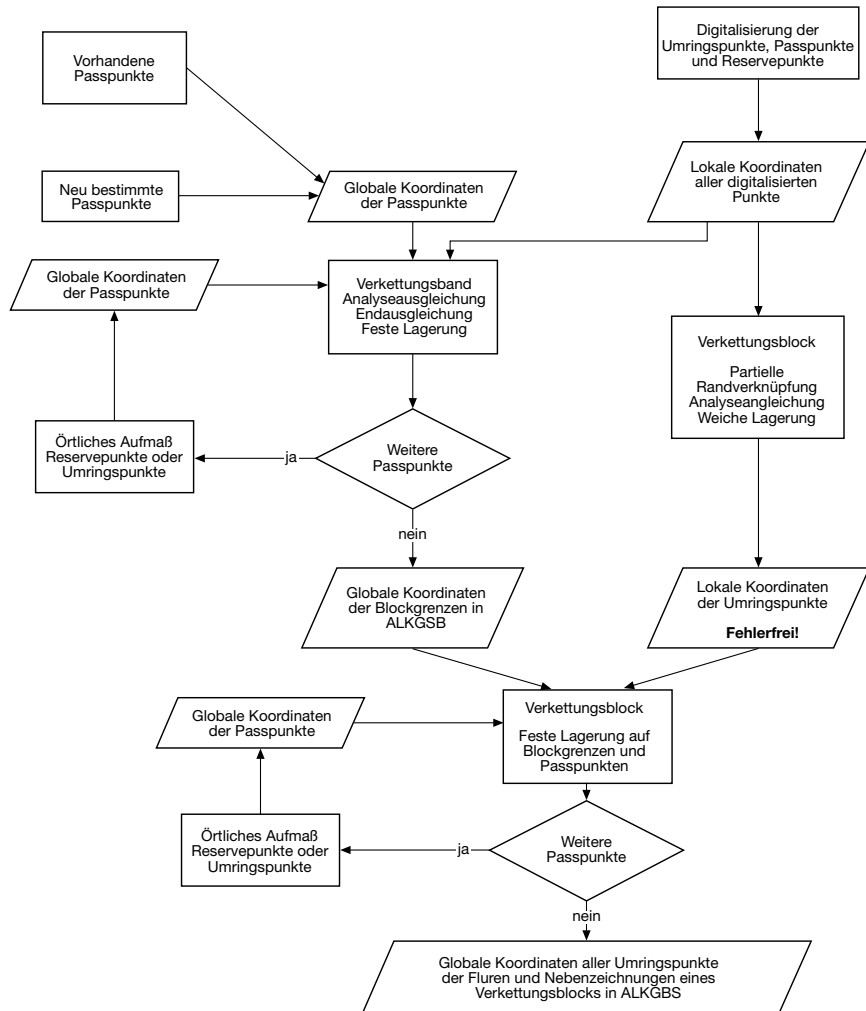 Vorhandene
Passpunkte
Digitalisierung der
Umringspunkte, Passpunkte
und Reservepunkte
Neu bestimmte
Passpunkte
Globale Koordinaten
der Passpunkte
Lokale Koordinaten
aller digitalisierten
Punkte
Globale Koordinaten
der Passpunkte
Verkettungsband
Analyseausgleichung
Endausgleichung
Feste Lagerung
Verkettungsblock
Partielle
Randverknüpfung
Analyseangleichung
Weiche Lagerung
Örtliches Aufmaß
Reservepunkte oder
Umringspunkte
ja
Weitere
Passpunkte
nein
Globale Koordinaten
der Blockgrenzen in
ALKGSB
Lokale Koordinaten
der Umringspunkte
Fehlerfrei!
Globale Koordinaten
der Passpunkte
Verkettungsblock
Feste Lagerung auf
Blockgrenzen und
Passpunkten
Örtliches Aufmaß
Reservepunkte oder
Umringspunkte
ja
Weitere
Passpunkte
nein
Globale Koordinaten aller Umringspunkte
der Fluren und Nebenzeichnungen eines
Verkettungsblocks in ALKGBS